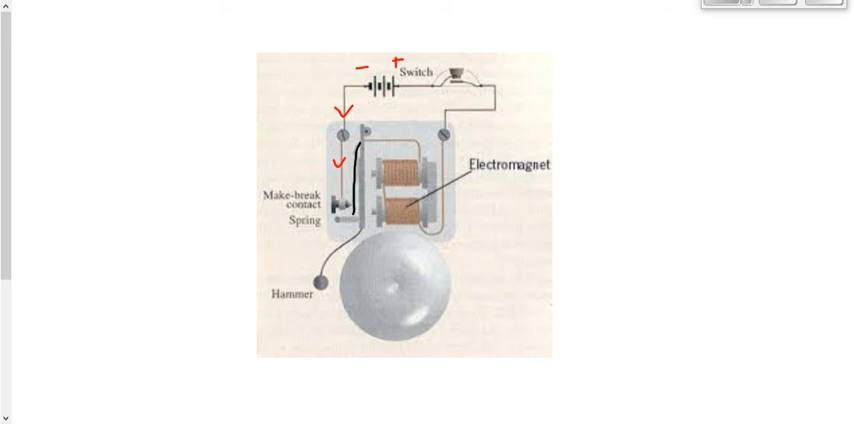 - +
Switch
Electromagnet
Make-break
contact
Spring
Hammer